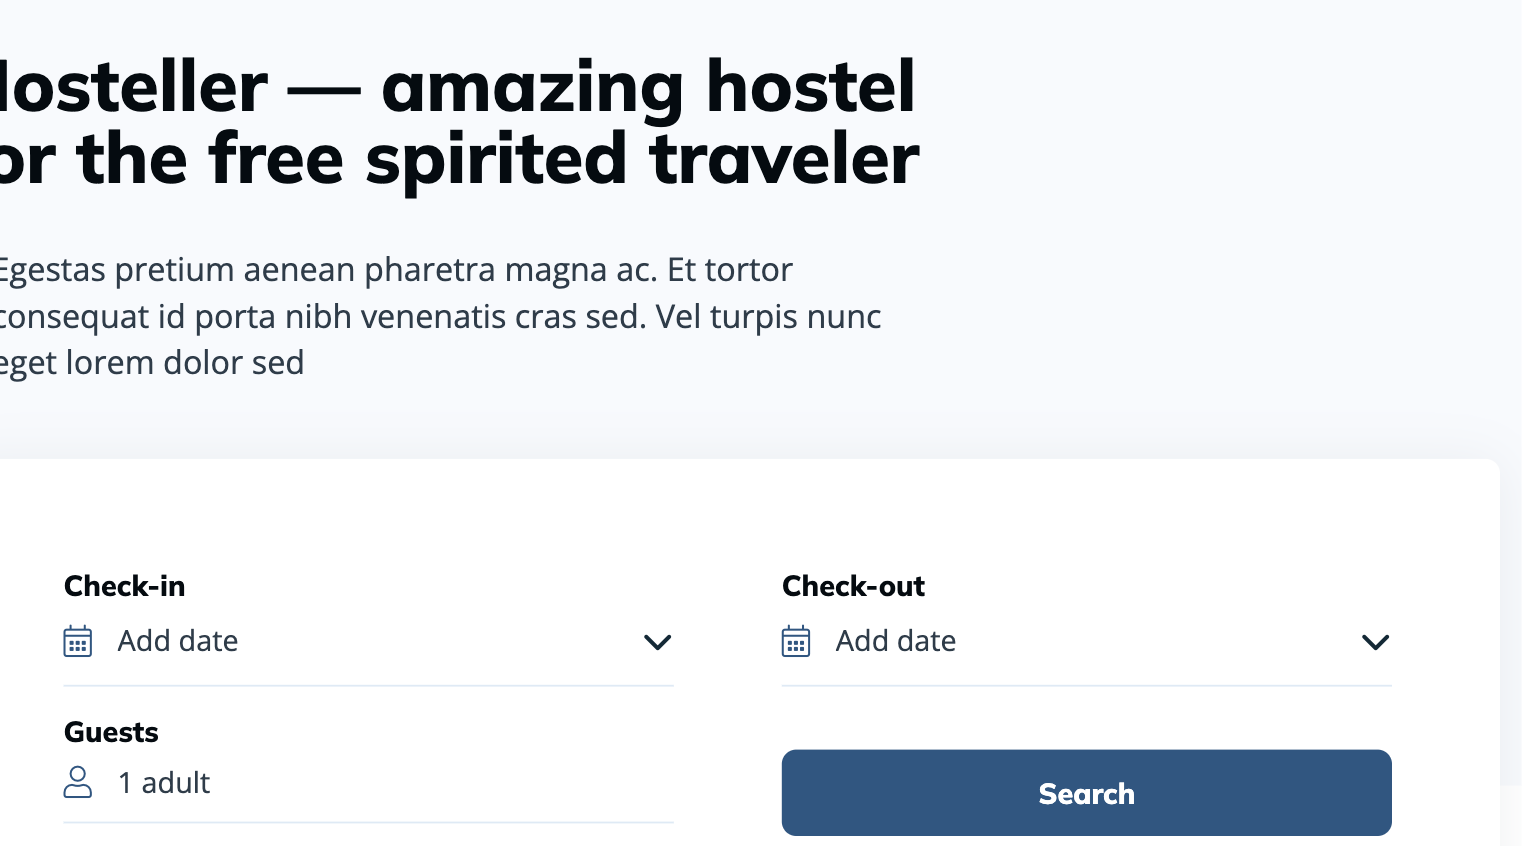 Hosteller — amazing hostel
or the free spirited traveler
Egestas pretium aenean pharetra magna ac. Et tortor
consequat id porta nibh venenatis cras sed. Vel turpis nunc
eget lorem dolor sed
Check-in
Add date
Check-out
Add date
Guests
1 adult
Search